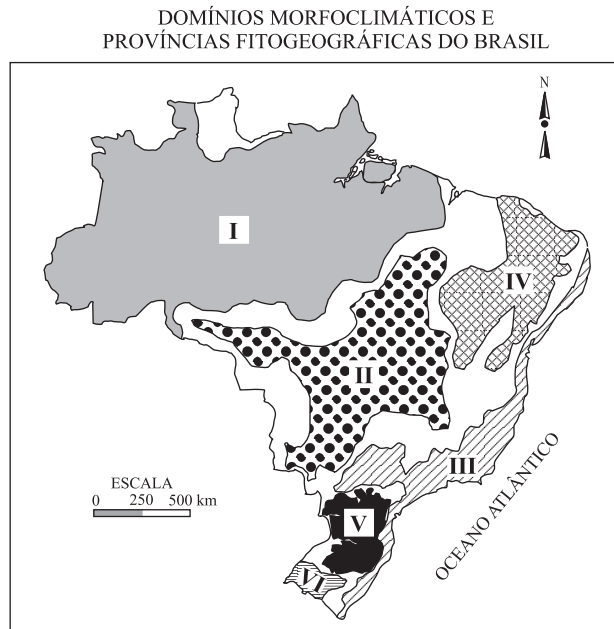 DOMÍNIOS MORFOCLIMÁTICOS E
PROVÍNCIAS FITOGEOGRÁFICAS DO BRASIL
N
I
IV
II
III
ESCALA
0 250 500 km
V
VI
OCEANO ATLÂNTICO